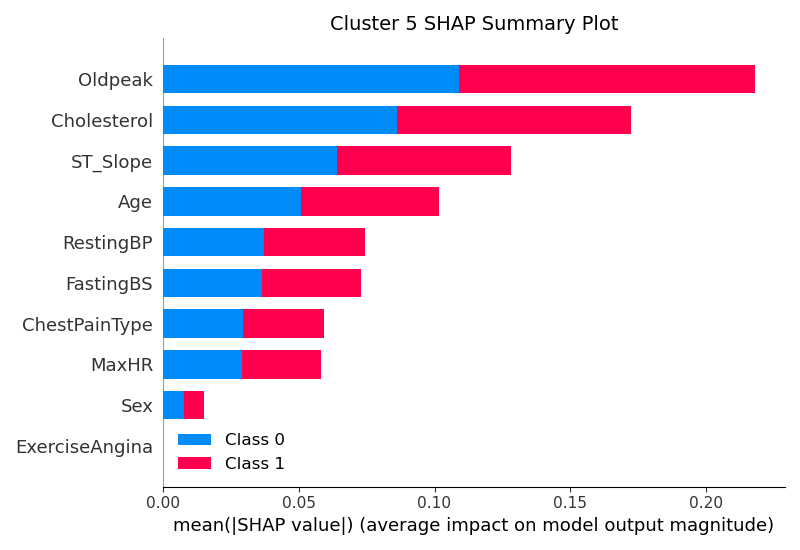 Cluster 5 SHAP Summary Plot
Oldpeak
Cholesterol
ST_Slope
Age
RestingBP
FastingBS
ChestPainType
MaxHR
Sex
ExerciseAngina
Class 0
Class 1
0.00 0.05 0.10 0.15 0.20
mean(|SHAP value|) (average impact on model output magnitude)